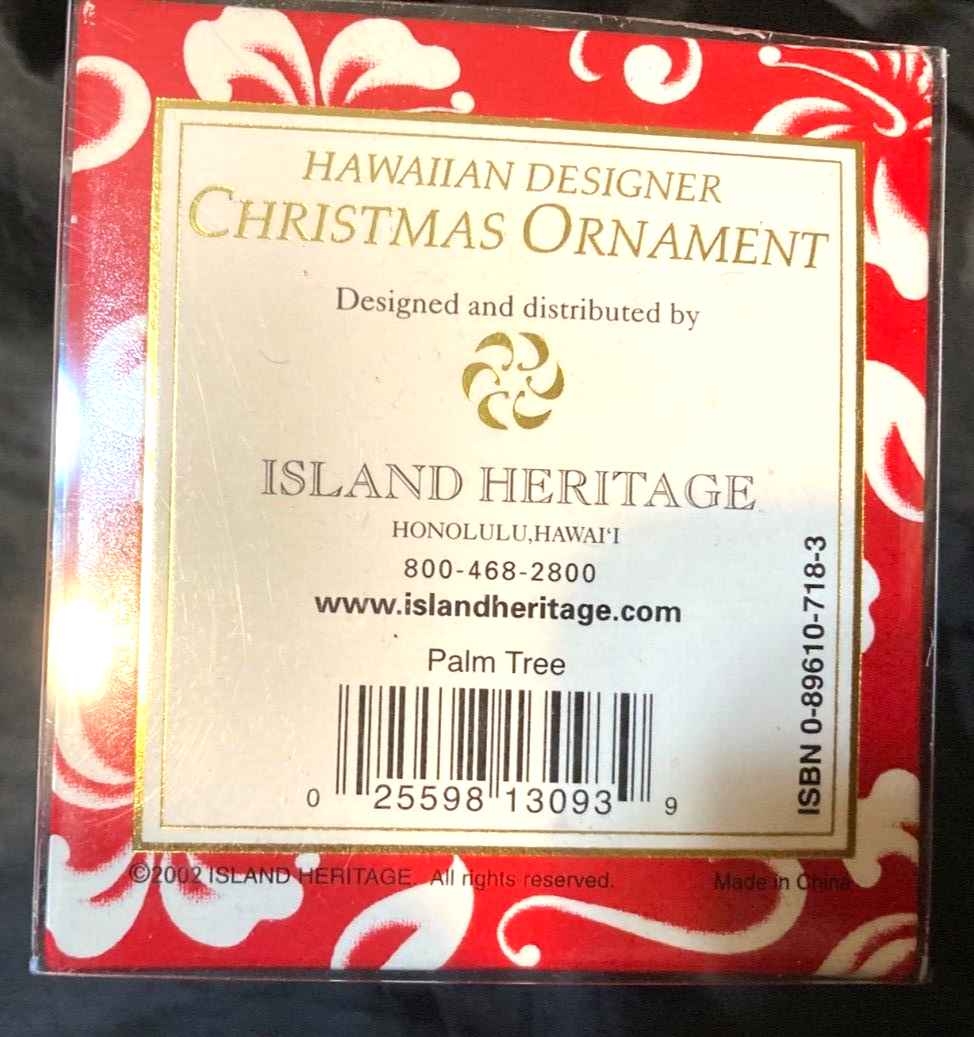 HAWAIIAN DESIGNER
CHRISTMAS ORNAMENT
Designed and distributed by
ISLAND HERITAGE
HONOLULU,HAWAI‘I
800-468-2800
www.islandheritage.com
Palm Tree
0 25598 13093 9
ISBN 0-89610-718-3
©2002 ISLAND HERITAGE. All rights reserved. Made in China